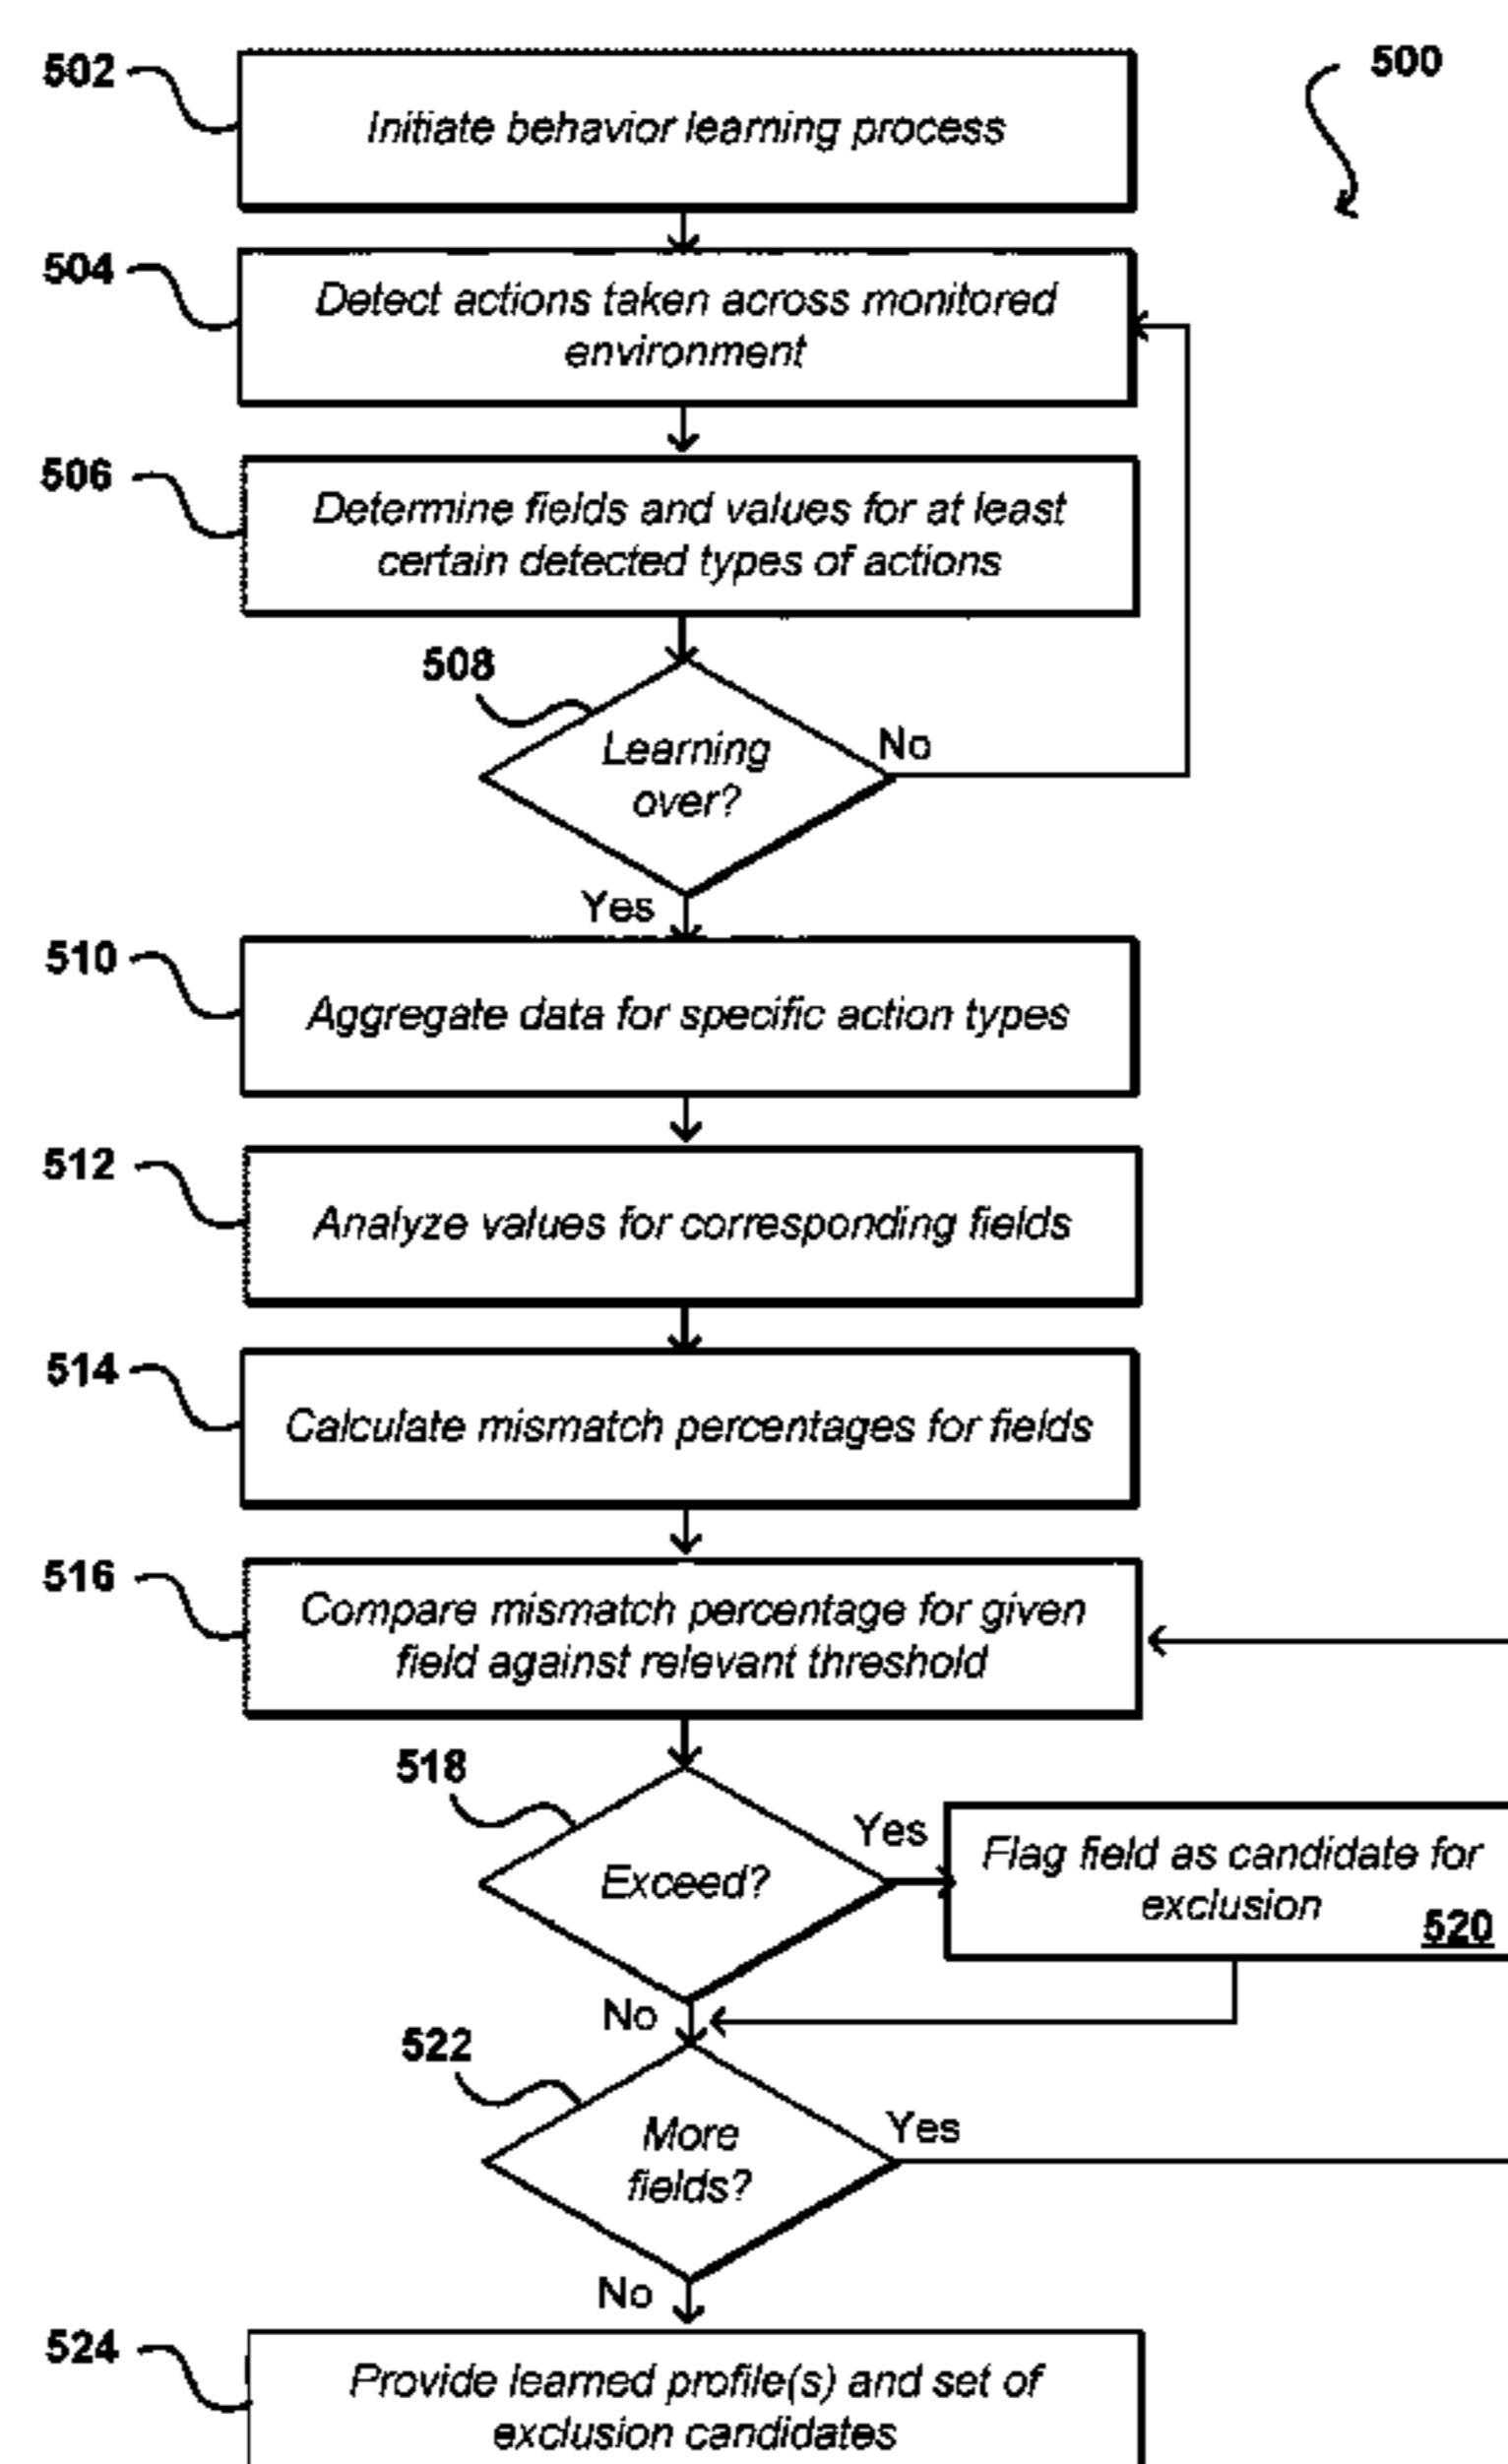 500
502
Initiate behavior learning process
504
Detect actions taken across monitored
environment
506
Determine fields and values for at least
certain detected types of actions
508
Learning
over?
No
Yes
510
Aggregate data for specific action types
512
Analyze values for corresponding fields
514
Calculate mismatch percentages for fields
516
Compare mismatch percentage for given
field against relevant threshold
518
Exceed?
Yes
Flag field as candidate for
exclusion
520
No
522
More
fields?
Yes
No
524
Provide learned profile(s) and set of
exclusion candidates